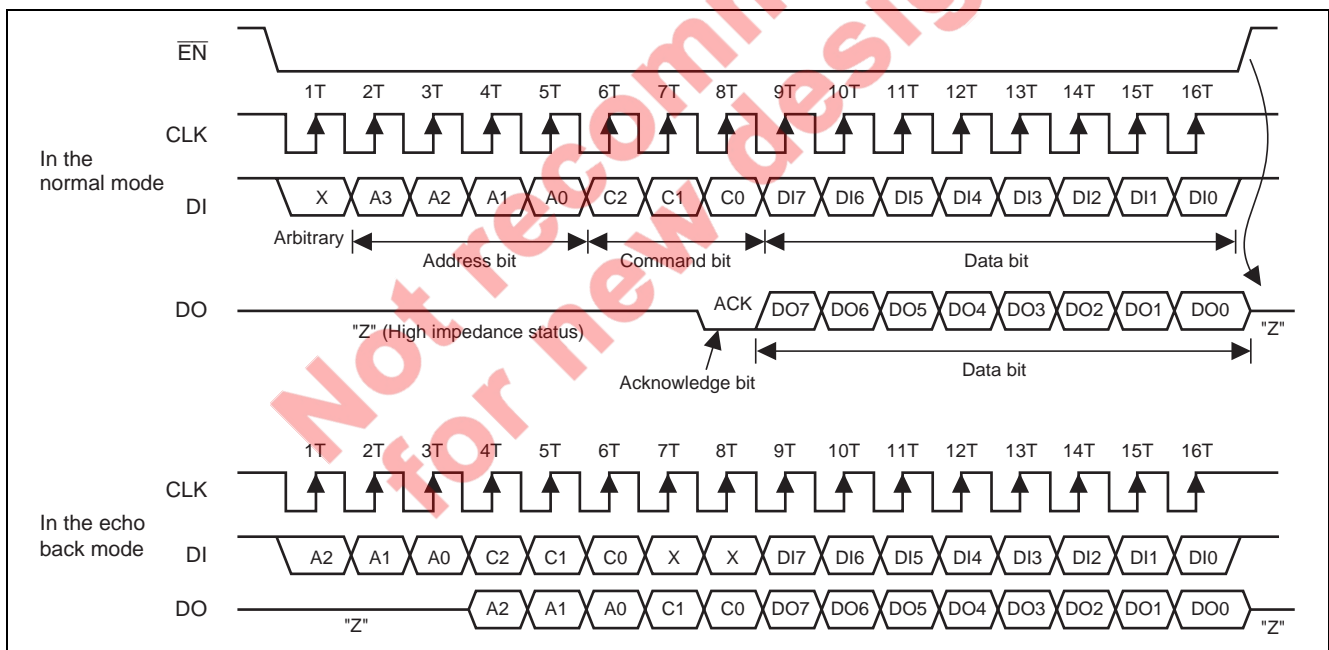 EN
1T 2T 3T 4T 5T 6T 7T 8T 9T 10T 11T 12T 13T 14T 15T 16T
CLK
In the
normal mode
DI
X A3 A2 A1 A0 C2 C1 C0 DI7 DI6 DI5 DI4 DI3 DI2 DI1 DI0
Arbitrary
Address bit Command bit Data bit
DO
ACK DO7 DO6 DO5 DO4 DO3 DO2 DO1 DO0
"Z" (High impedance status)
"Z"
Acknowledge bit
Data bit
1T 2T 3T 4T 5T 6T 7T 8T 9T 10T 11T 12T 13T 14T 15T 16T
CLK
In the echo
back mode
DI
A2 A1 A0 C2 C1 C0 X X DI7 DI6 DI5 DI4 DI3 DI2 DI1 DI0
DO
A2 A1 A0 C1 C0 DO7 DO6 DO5 DO4 DO3 DO2 DO1 DO0
"Z" "Z"
Not recomm
for new desig